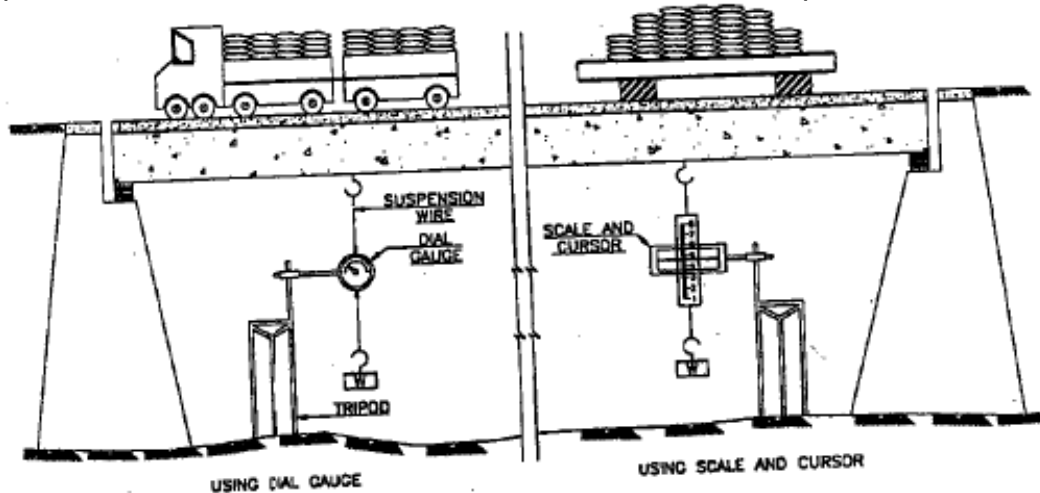 SUSPENSION
WIRE
DIAL
GAUGE
SCALE AND
CURSOR
W
W
TRIPOD
USING DIAL GAUGE
USING SCALE AND CURSOR